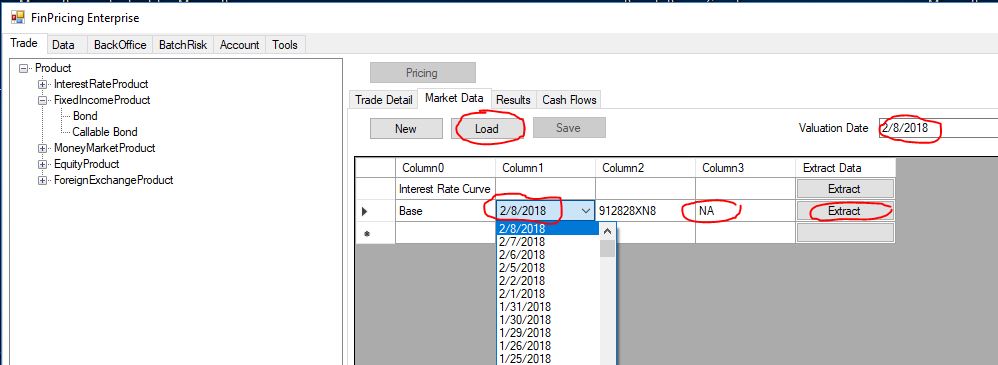 FinPricing Enterprise
Trade Data BackOffice BatchRisk Account Tools
Product
InterestRateProduct
FixedIncomeProduct
Bond
Callable Bond
MoneyMarketProduct
EquityProduct
ForeignExchangeProduct
Pricing
Trade Detail Market Data Results Cash Flows
New Load Save Valuation Date 2/8/2018
Column0 Column1 Column2 Column3 Extract Data
Interest Rate Curve Extract
Base 2/8/2018 912828XN8 NA Extract
2/8/2018
2/7/2018
2/6/2018
2/5/2018
2/2/2018
2/1/2018
1/31/2018
1/30/2018
1/29/2018
1/26/2018
1/25/2018